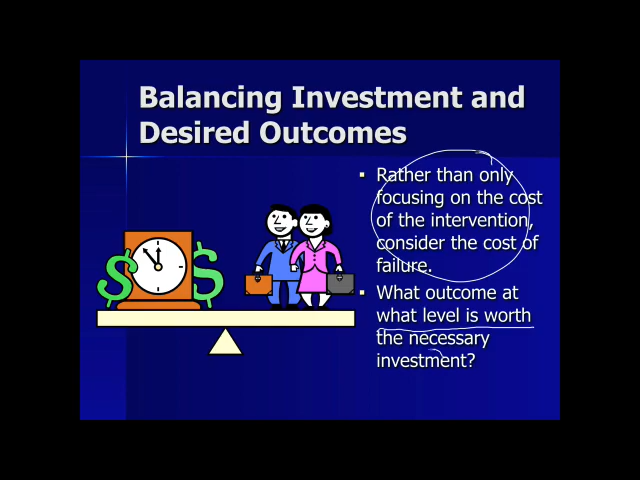 Balancing Investment and
Desired Outcomes
▪ Rather than only
focusing on the cost
of the intervention,
consider the cost of
failure.
▪ What outcome at
what level is worth
the necessary
investment?
$ $